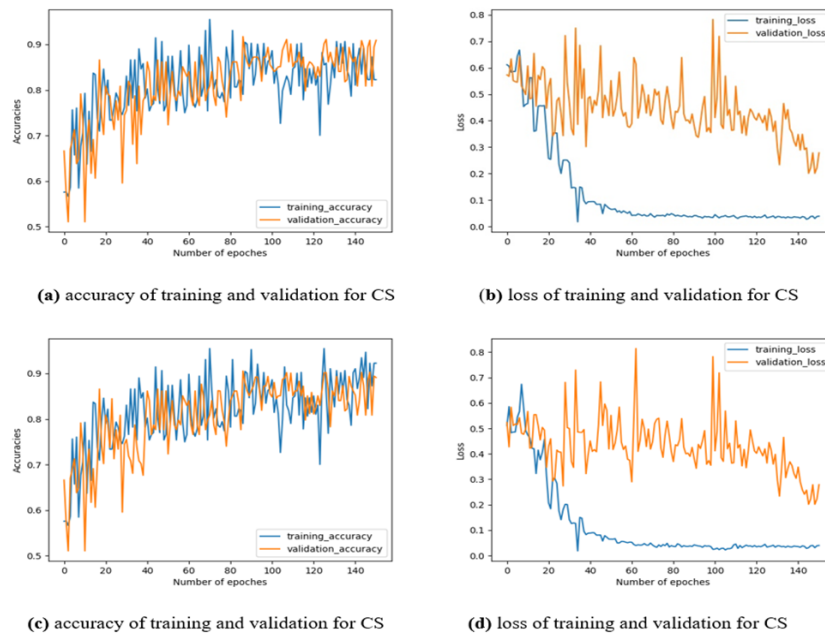 0.9
0.8
0.7
0.6
0.5
Accuracies
training_accuracy
validation_accuracy
0 20 40 60 80 100 120 140
Number of epoches
(a) accuracy of training and validation for CS
0.8
0.7
0.6
0.5
0.4
0.3
0.2
0.1
0.0
Loss
training_loss
validation_loss
0 20 40 60 80 100 120 140
Number of epoches
(b) loss of training and validation for CS
0.9
0.8
0.7
0.6
0.5
Accuracies
training_accuracy
validation_accuracy
0 20 40 60 80 100 120 140
Number of epoches
(c) accuracy of training and validation for CS
0.8
0.7
0.6
0.5
0.4
0.3
0.2
0.1
0.0
Loss
training_loss
validation_loss
0 20 40 60 80 100 120 140
Number of epoches
(d) loss of training and validation for CS